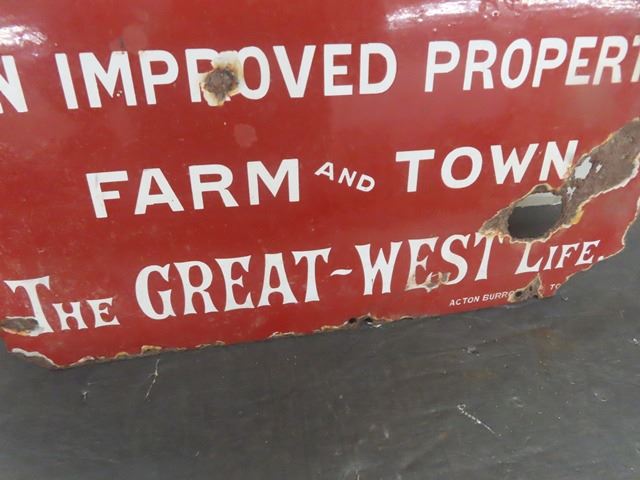 N IMPROVED PROPERT
FARM AND TOWN.
THE GREAT-WEST LIFE.
ACTON BURRO